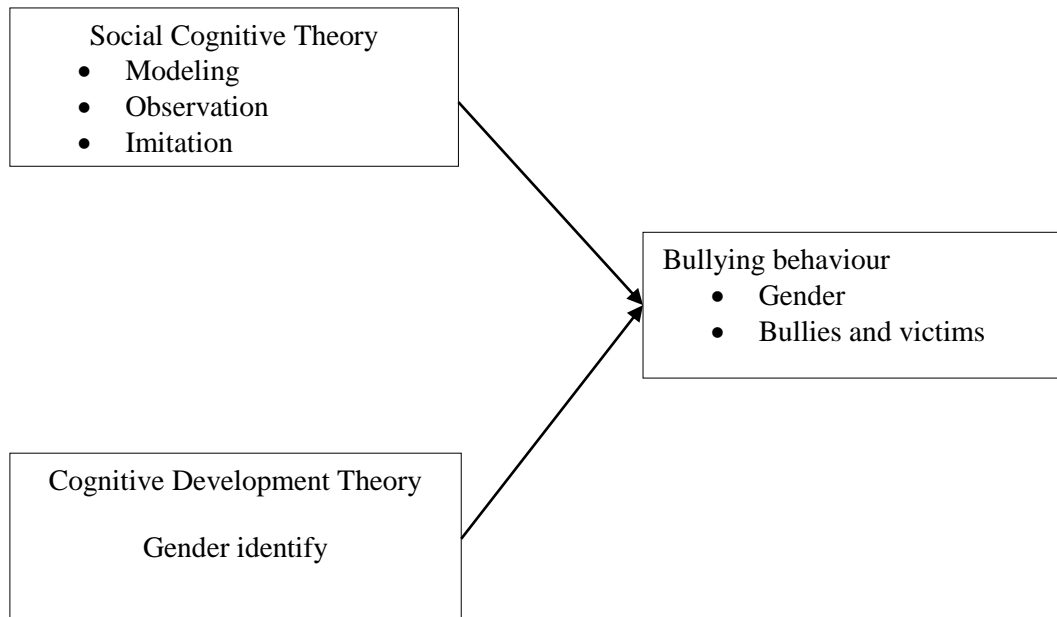 Social Cognitive Theory
• Modeling
• Observation
• Imitation
Bullying behaviour
• Gender
• Bullies and victims
Cognitive Development Theory
Gender identify